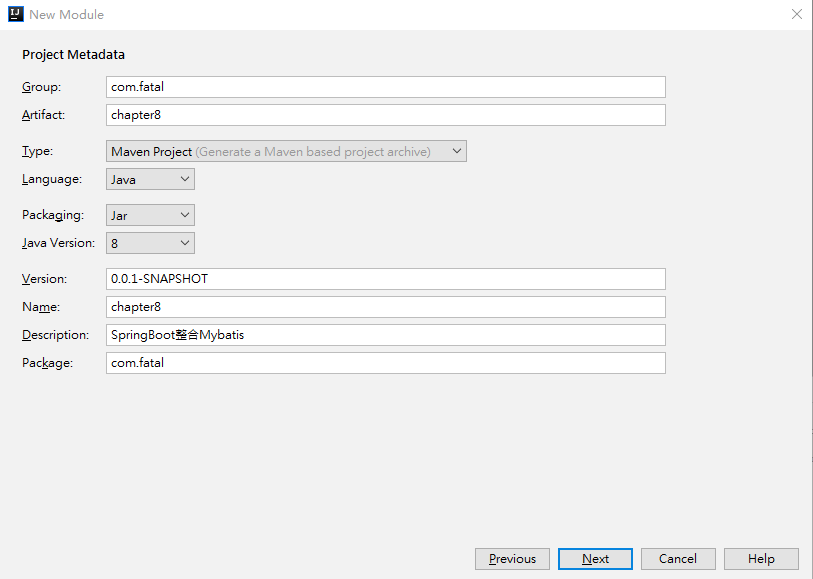 New Module
Project Metadata
Group: com.fatal
Artifact: chapter8
Type: Maven Project (Generate a Maven based project archive)
Language: Java
Packaging: Jar
Java Version: 8
Version: 0.0.1-SNAPSHOT
Name: chapter8
Description: SpringBoot整合Mybatis
Package: com.fatal
Previous Next Cancel Help